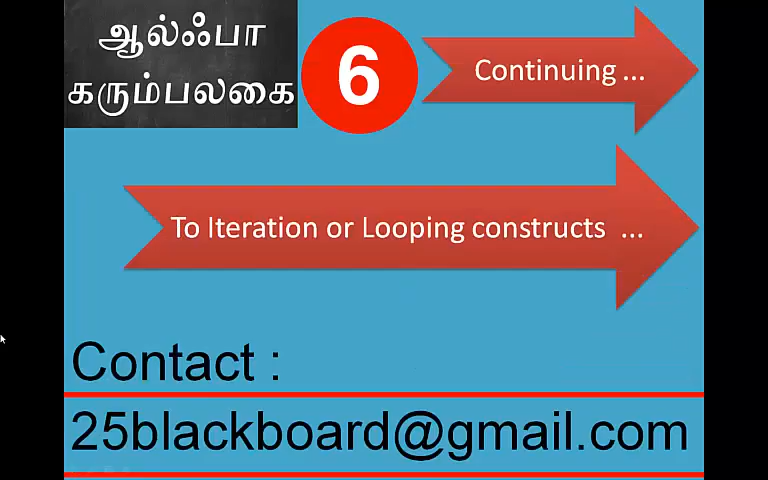 ஆல்ஃபா
கரும்பலகை
6
Continuing ...
To Iteration or Looping constructs ...
Contact :
25blackboard@gmail.com